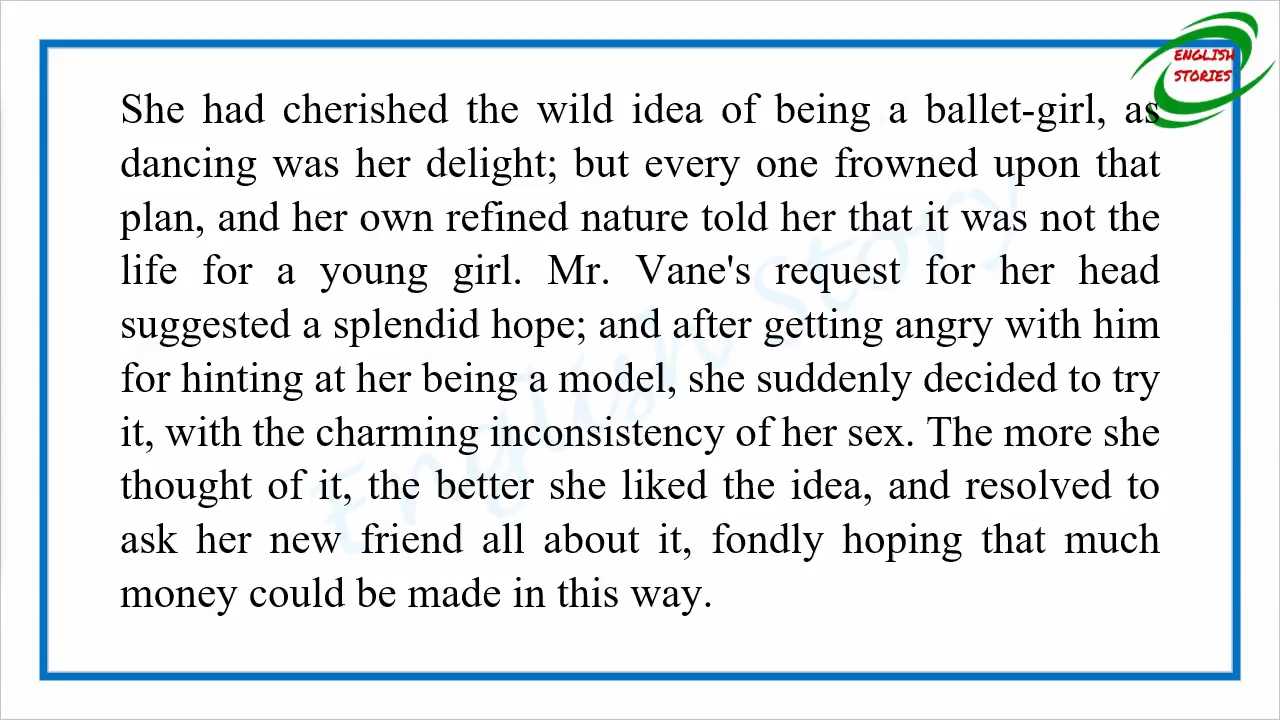 ENGLISH
STORIES
She had cherished the wild idea of being a ballet-girl, as
dancing was her delight; but every one frowned upon that
plan, and her own refined nature told her that it was not the
life for a young girl. Mr. Vane's request for her head
suggested a splendid hope; and after getting angry with him
for hinting at her being a model, she suddenly decided to try
it, with the charming inconsistency of her sex. The more she
thought of it, the better she liked the idea, and resolved to
ask her new friend all about it, fondly hoping that much
money could be made in this way.
English Story